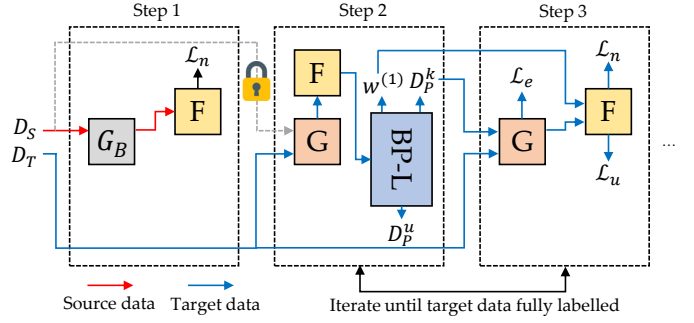 Step 1
Step 2
Step 3
ℒₙ
F
F
w⁽¹⁾ D_P^k
ℒₑ
ℒₙ
F
D_S
D_T
G_B
G
BP-L
G
ℒᵤ
D_P^u
...
Source data
Target data
Iterate until target data fully labelled